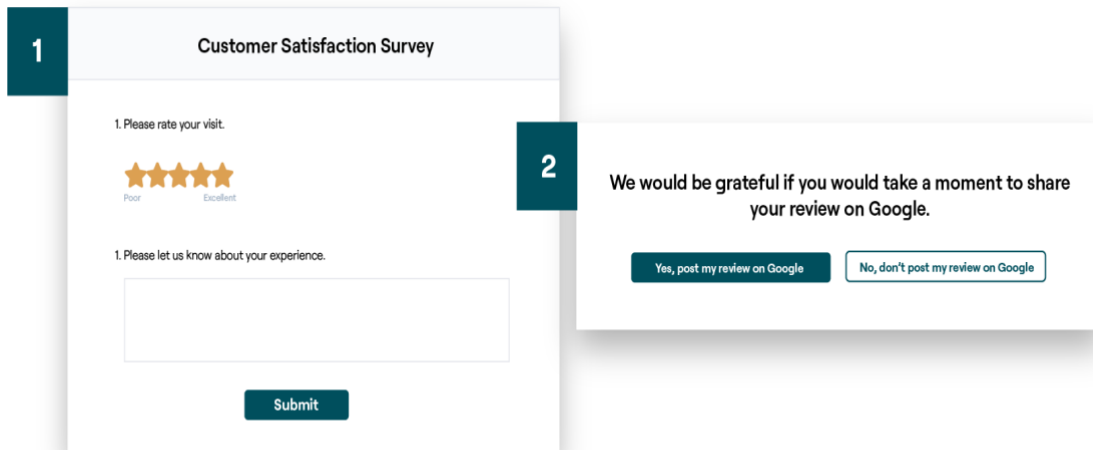 1
Customer Satisfaction Survey
1. Please rate your visit.
Poor Excellent
1. Please let us know about your experience.
Submit
2
We would be grateful if you would take a moment to share
your review on Google.
Yes, post my review on Google
No, don't post my review on Google